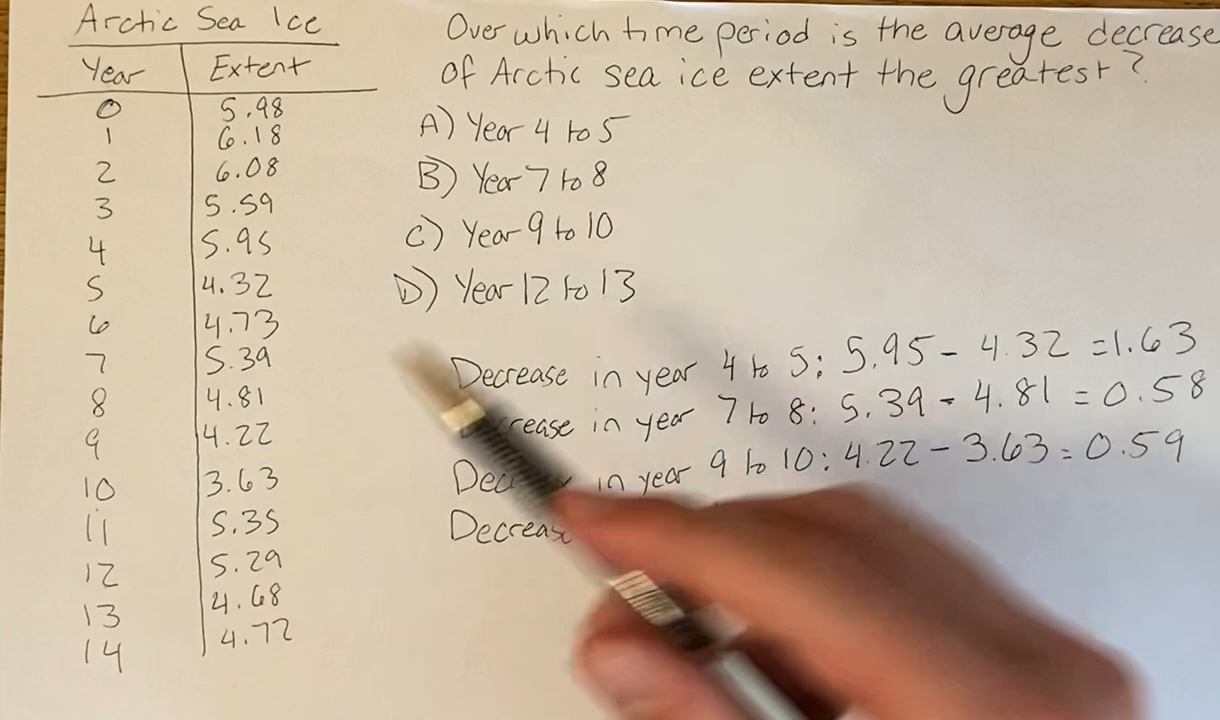 Arctic Sea Ice
Year Extent
0 5.98
1 6.18
2 6.08
3 5.59
4 5.95
5 4.32
6 4.73
7 5.39
8 4.81
9 4.22
10 3.63
11 5.35
12 5.29
13 4.68
14 4.72
Over which time period is the average decrease
of Arctic sea ice extent the greatest?
A) Year 4 to 5
B) Year 7 to 8
C) Year 9 to 10
D) Year 12 to 13
Decrease in year 4 to 5: 5.95 - 4.32 = 1.63
in year 7 to 8: 5.39 - 4.81 = 0.58
in year 9 to 10: 4.22 - 3.63 = 0.59
Decrease